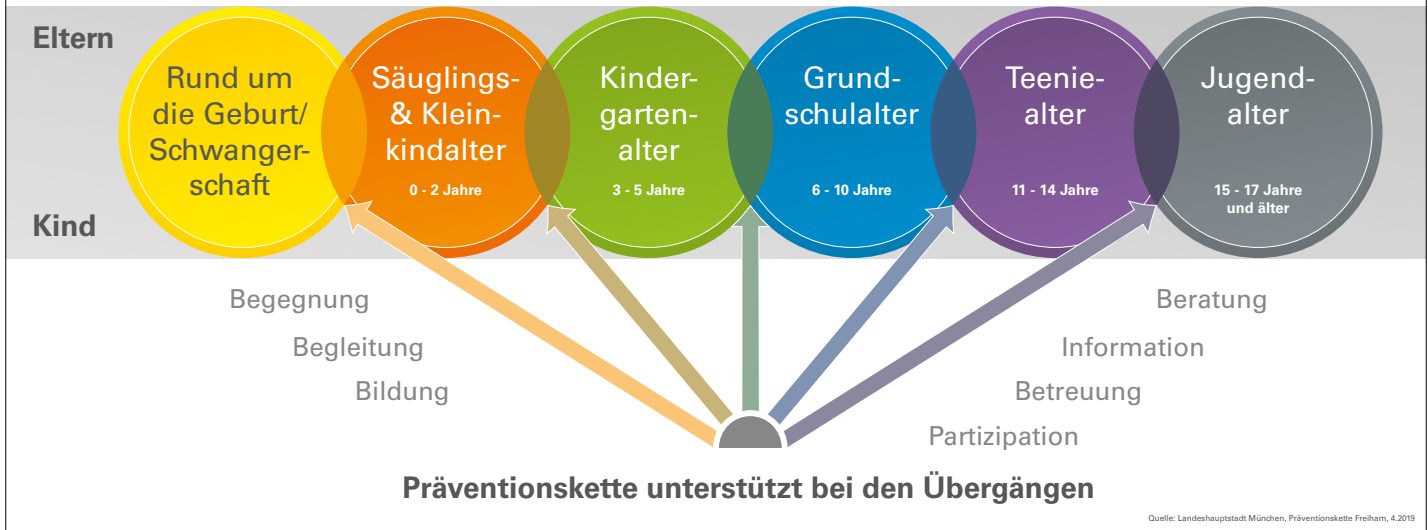 Eltern
Rund um
die Geburt/
Schwanger-
schaft
Säuglings-
& Klein-
kindalter
0 - 2 Jahre
Kinder-
garten-
alter
3 - 5 Jahre
Grund-
schulalter
6 - 10 Jahre
Teenie-
alter
11 - 14 Jahre
Jugend-
alter
15 - 17 Jahre
und älter
Kind
Begegnung
Begleitung
Bildung
Beratung
Information
Betreuung
Partizipation
Präventionskette unterstützt bei den Übergängen
Quelle: Landeshauptstadt München, Präventionskette Freiham, 4.2019